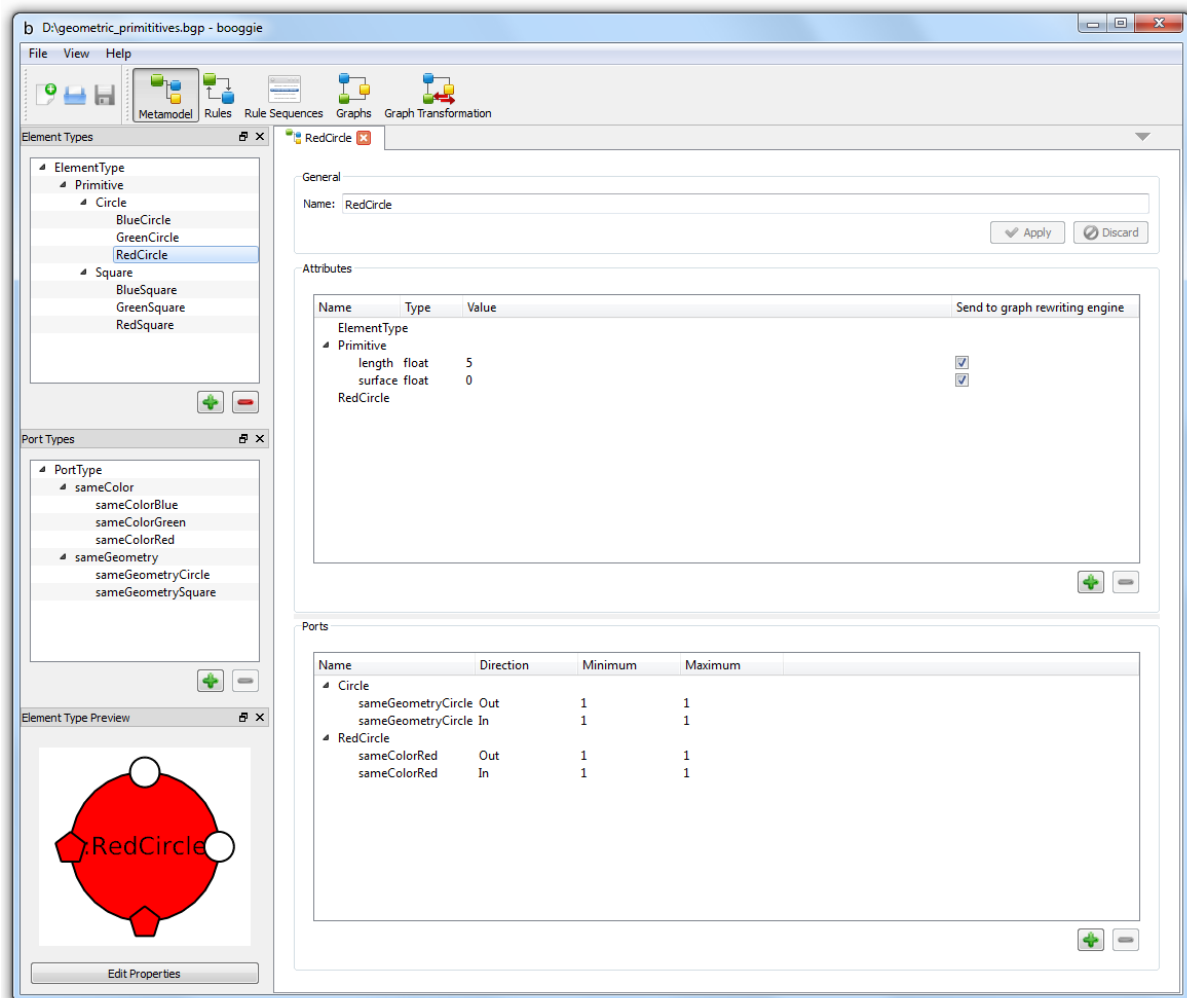 b D:\geometric_primititives.bgp - booggie
File View Help
Metamodel Rules Rule Sequences Graphs Graph Transformation
Element Types
ElementType
Primitive
Circle
BlueCircle
GreenCircle
RedCircle
Square
BlueSquare
GreenSquare
RedSquare
Port Types
PortType
sameColor
sameColorBlue
sameColorGreen
sameColorRed
sameGeometry
sameGeometryCircle
sameGeometrySquare
Element Type Preview
:RedCircle
Edit Properties
RedCircle
General
Name: RedCircle
Apply Discard
Attributes
Name Type Value Send to graph rewriting engine
ElementType
Primitive
length float 5
surface float 0
RedCircle
Ports
Name Direction Minimum Maximum
Circle
sameGeometryCircle Out 1 1
sameGeometryCircle In 1 1
RedCircle
sameColorRed Out 1 1
sameColorRed In 1 1